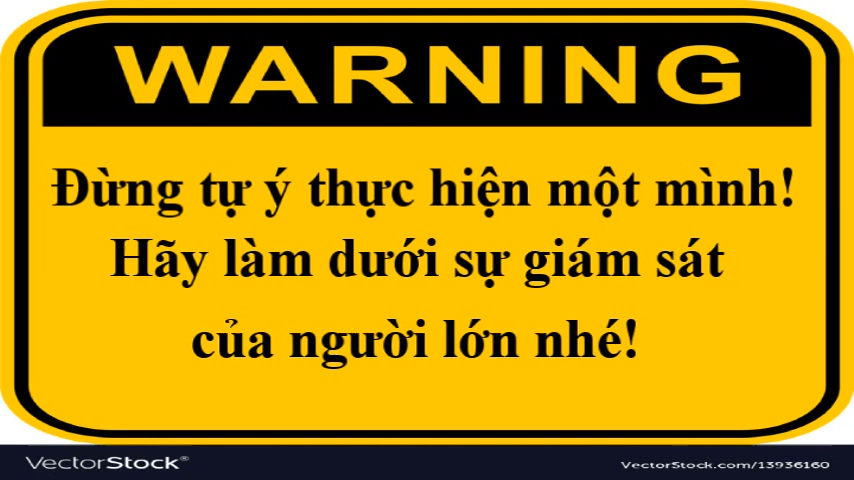 WARNING
Đừng tự ý thực hiện một mình!
Hãy làm dưới sự giám sát
của người lớn nhé!
VectorStock®
VectorStock.com/13936160